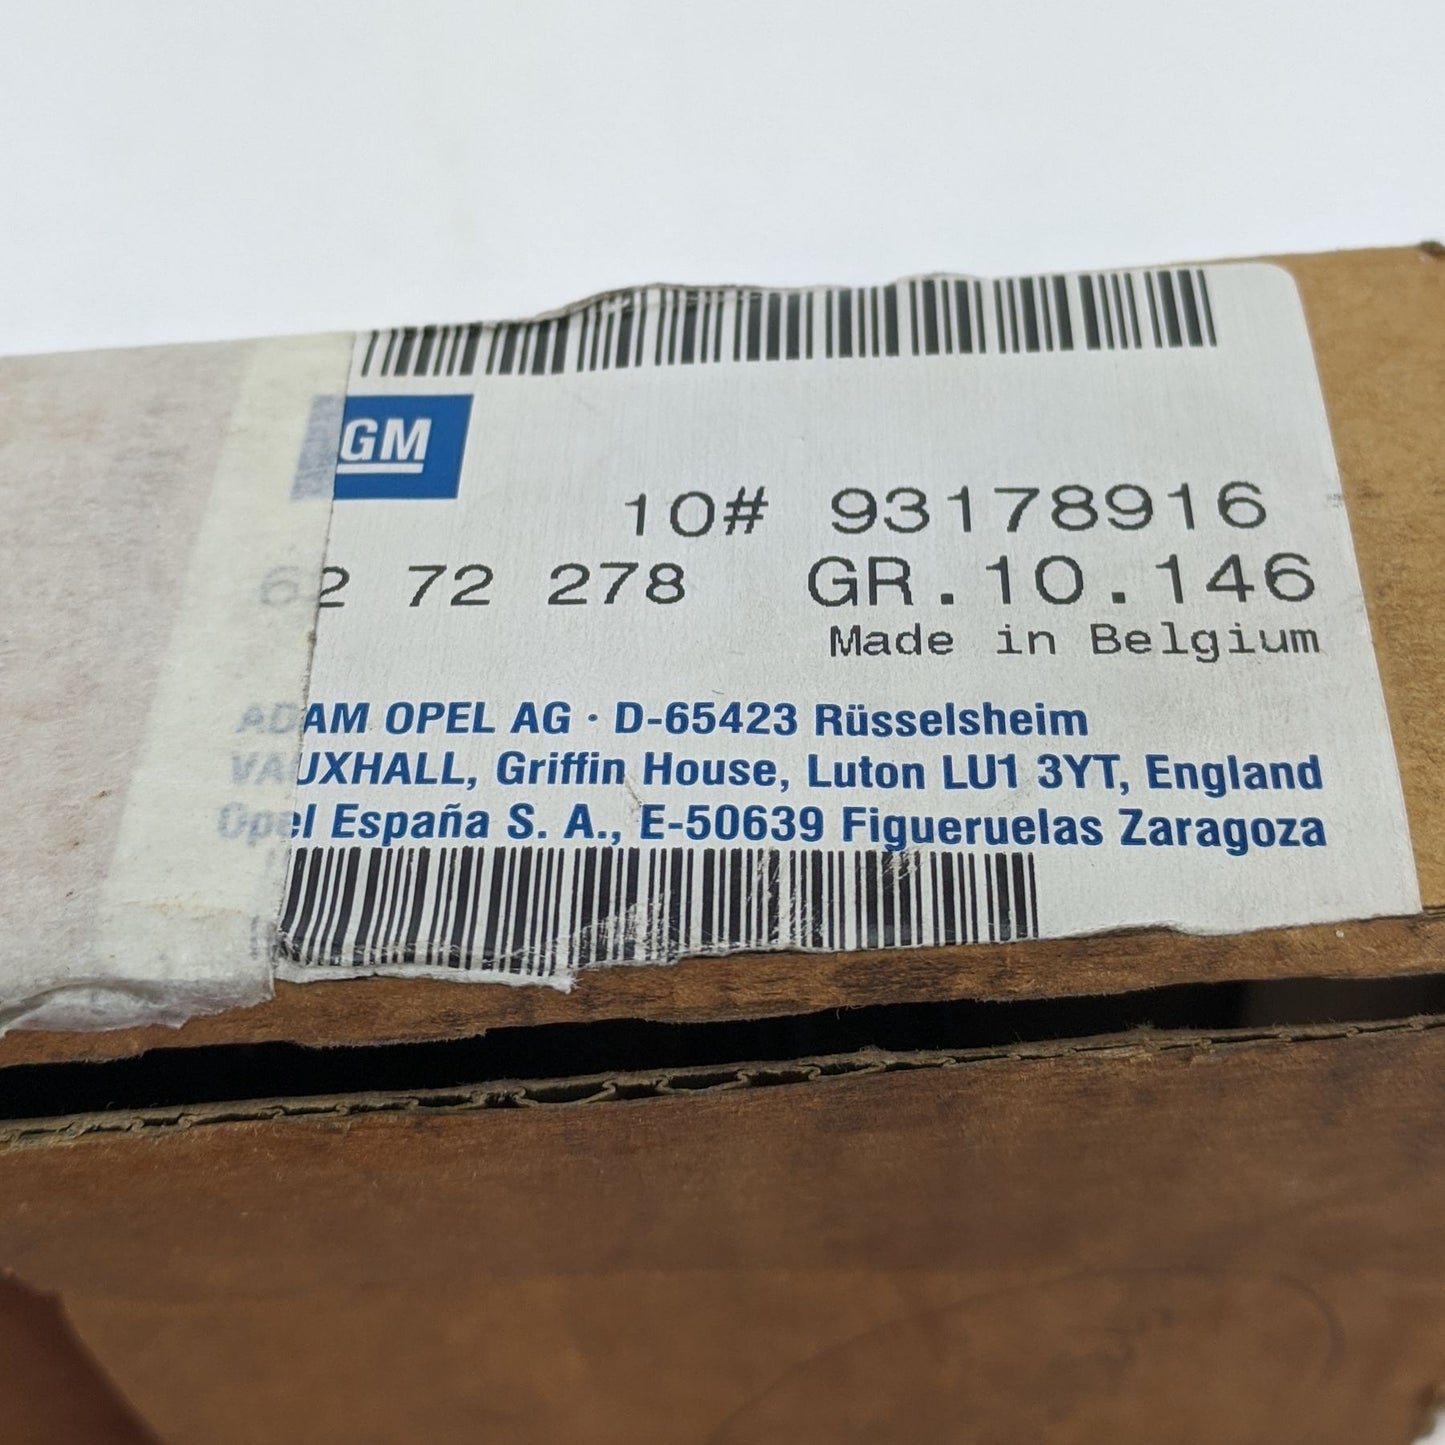 GM
10# 93178916
62 72 278 GR.10.146
Made in Belgium
ADAM OPEL AG · D-65423 Rüsselsheim
VAUXHALL, Griffin House, Luton LU1 3YT, England
Opel España S. A., E-50639 Figueruelas Zaragoza